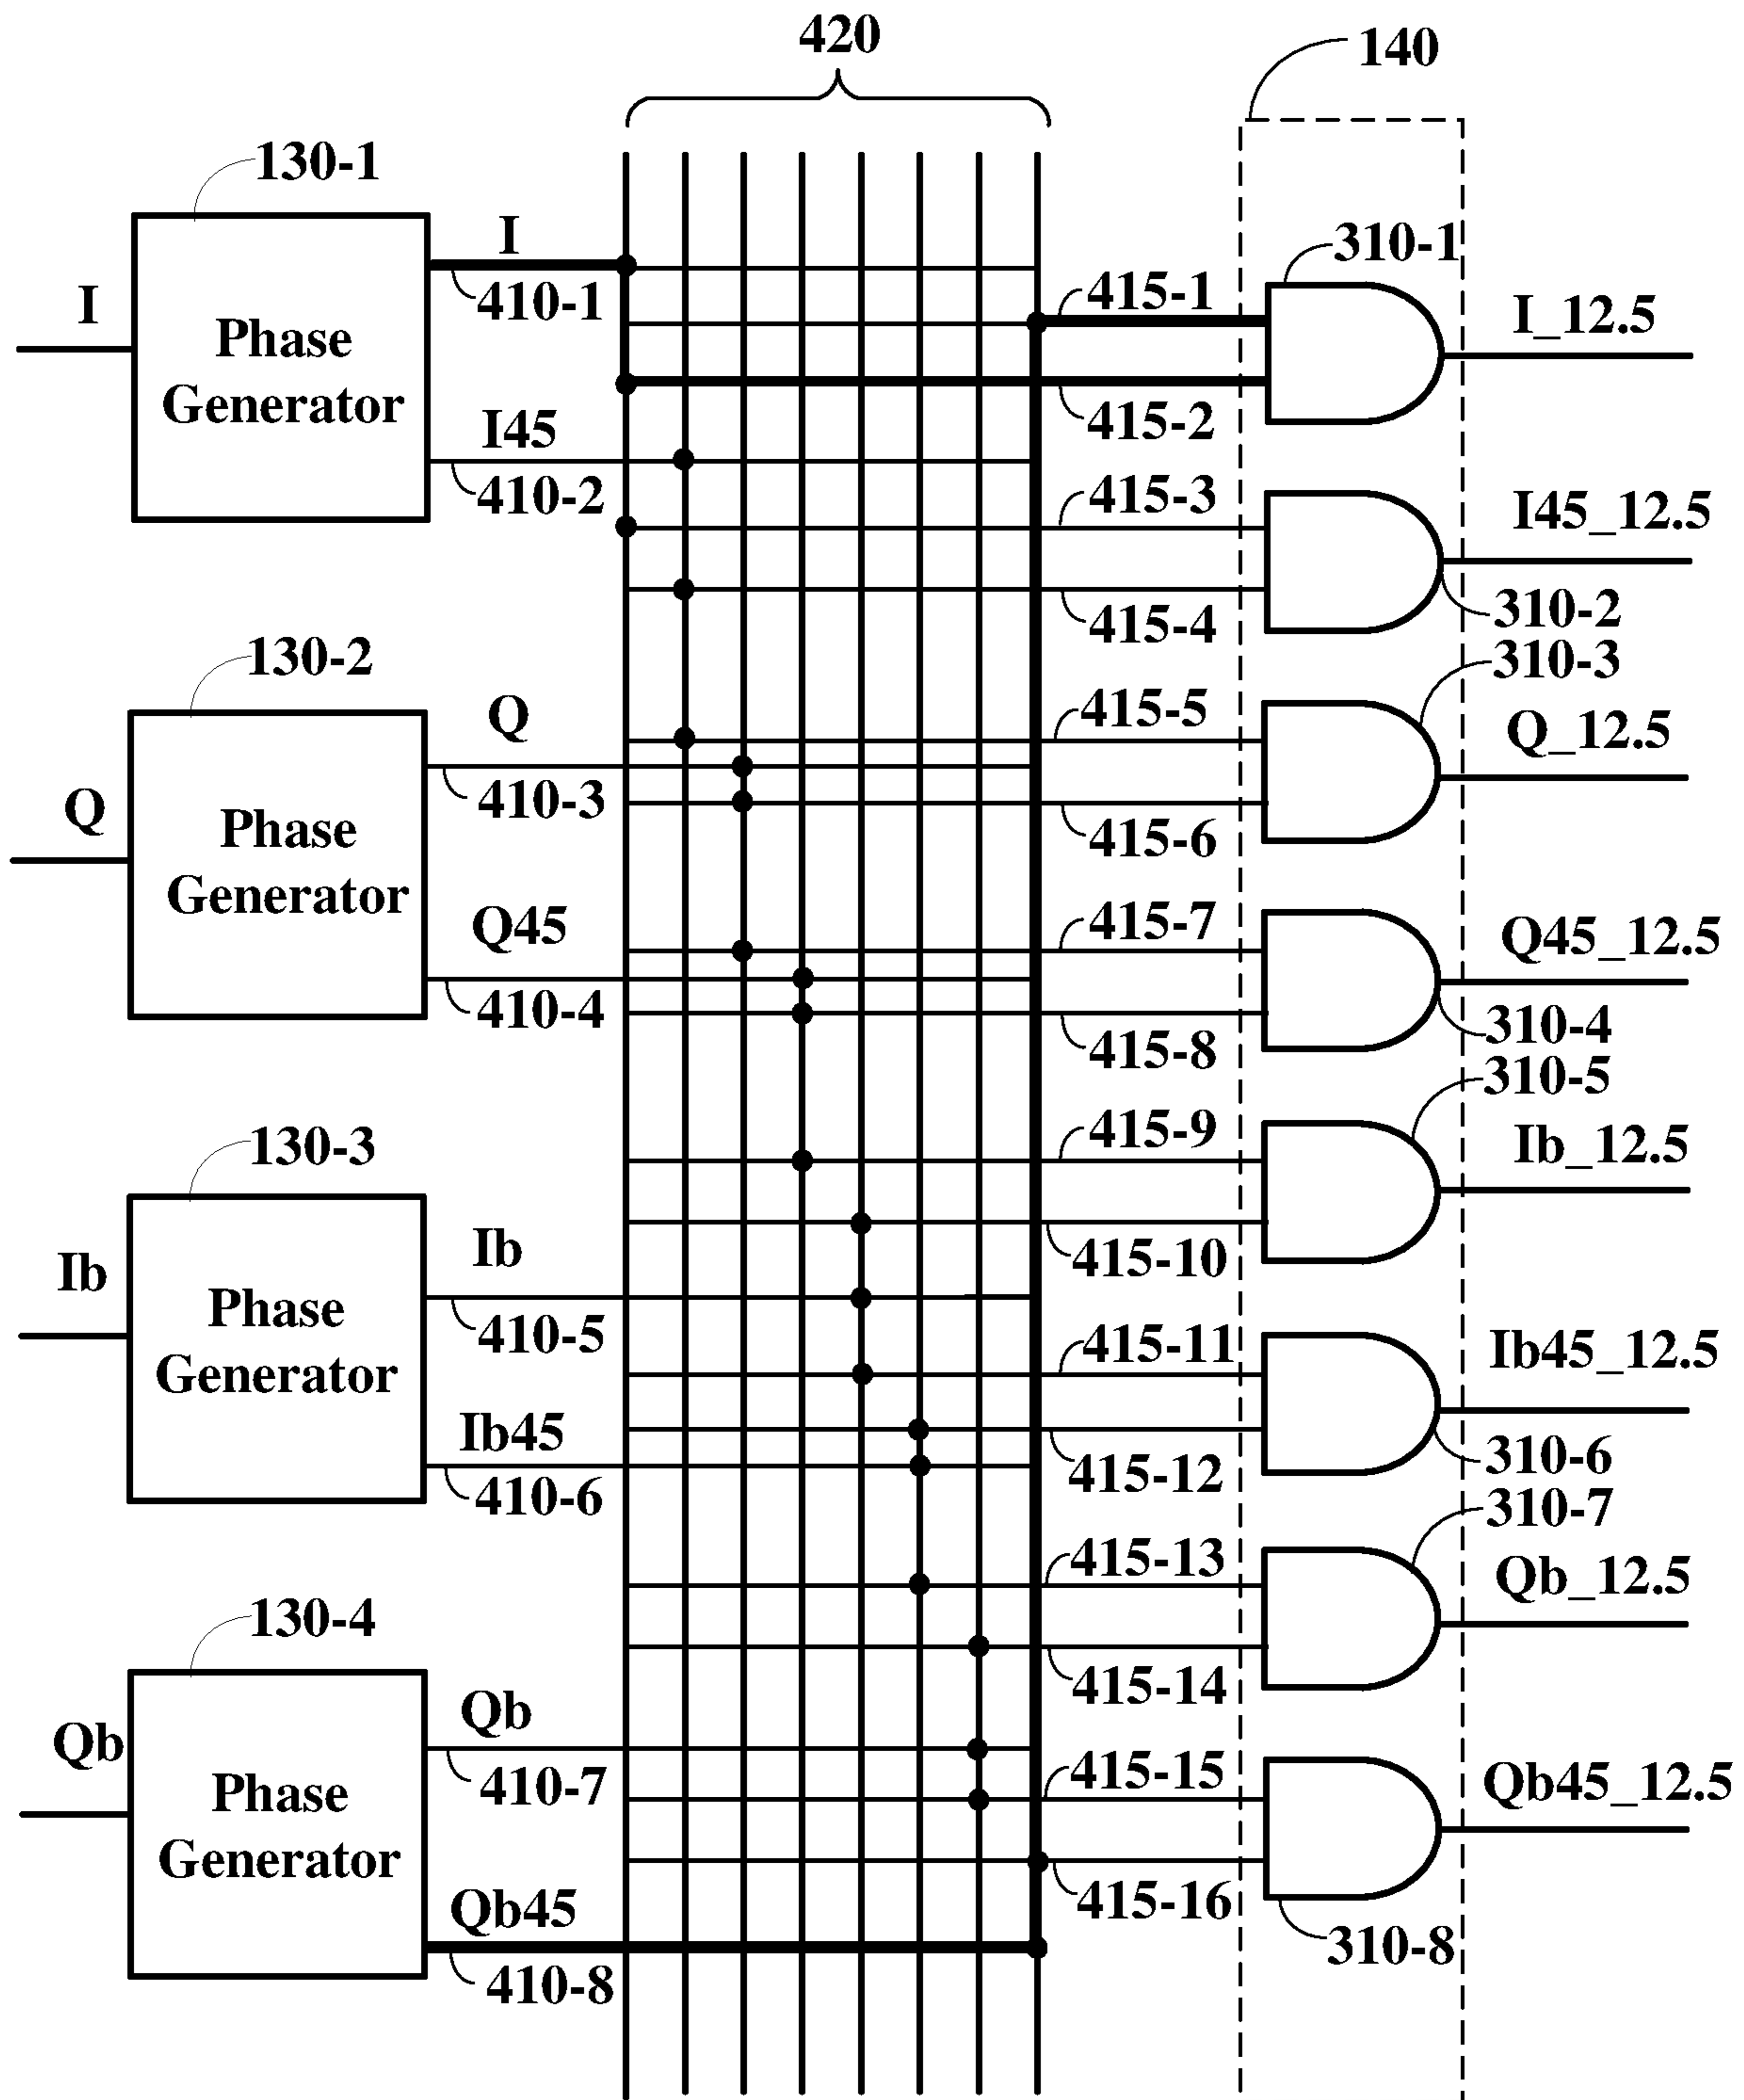 420
140
130-1
I
I
Phase
Generator
410-1
I45
410-2
415-1
415-2
310-1
I_12.5
415-3
415-4
I45_12.5
310-2
130-2
Q
Q
Phase
Generator
410-3
Q45
410-4
415-5
415-6
310-3
Q_12.5
415-7
415-8
Q45_12.5
310-4
130-3
Ib
Ib
Phase
Generator
410-5
Ib45
410-6
415-9
415-10
310-5
Ib_12.5
415-11
415-12
Ib45_12.5
310-6
130-4
Qb
Qb
Phase
Generator
410-7
Qb45
410-8
415-13
415-14
310-7
Qb_12.5
415-15
415-16
Qb45_12.5
310-8